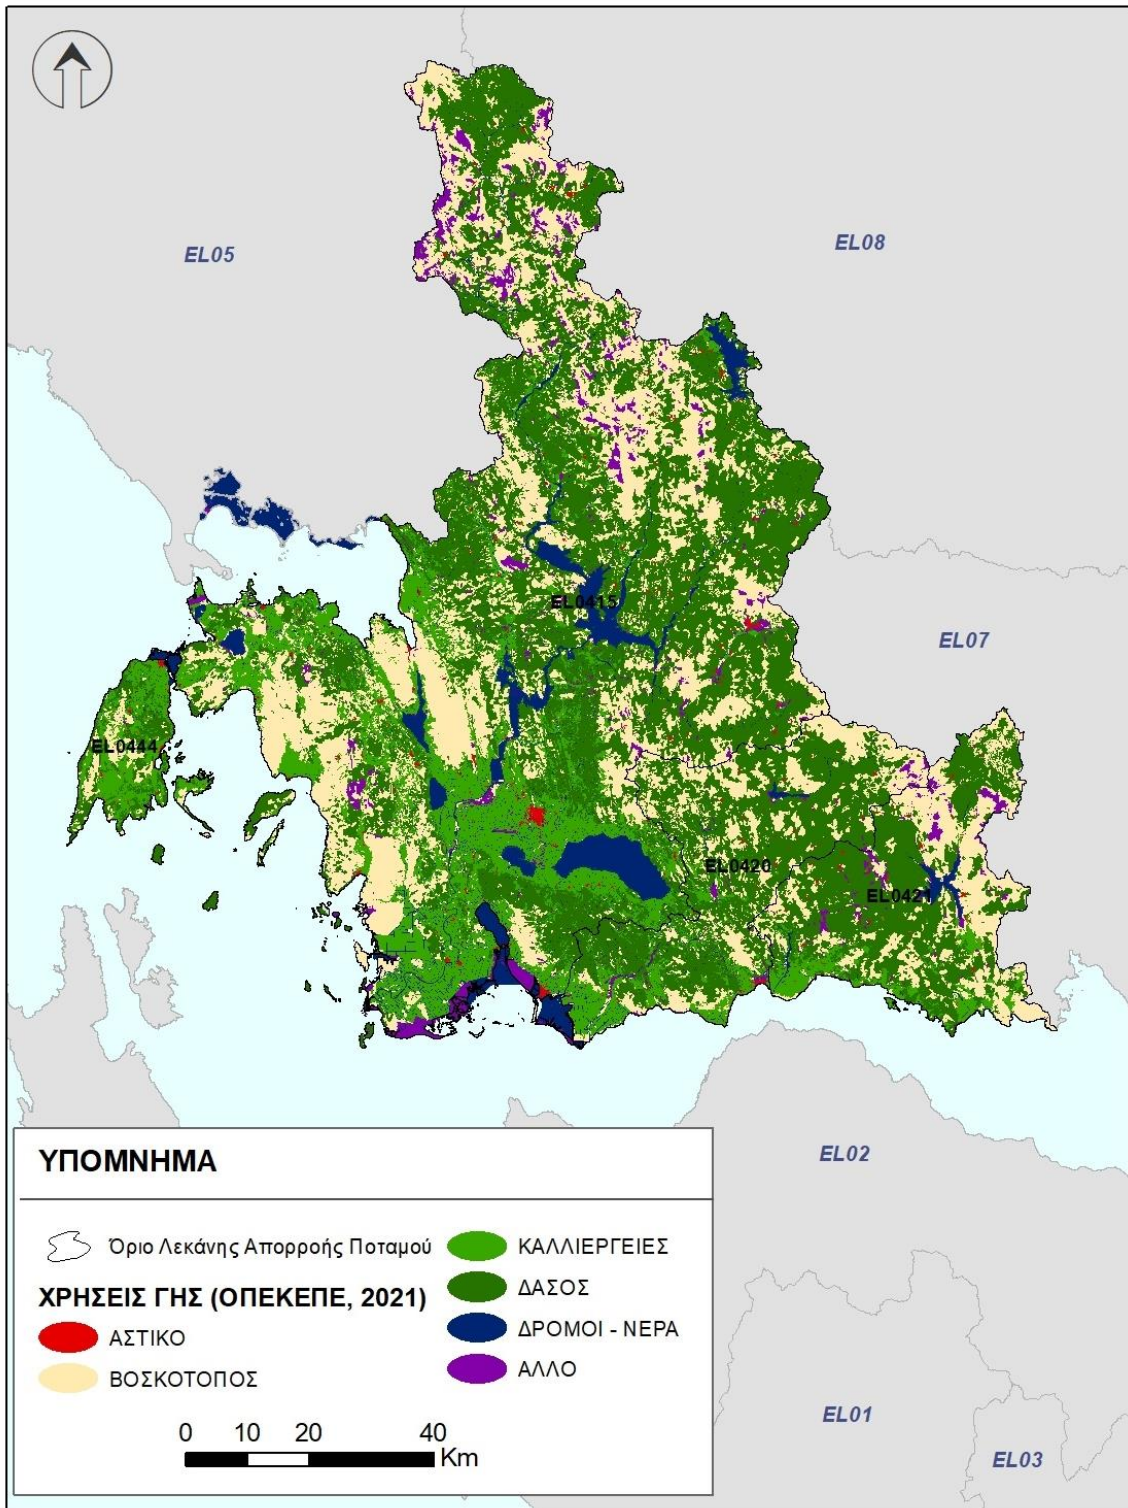 EL05
EL08
EL0415
EL07
EL0444
EL0420
EL0421
EL02
ΥΠΟΜΝΗΜΑ
Όριο Λεκάνης Απορροής Ποταμού
ΧΡΗΣΕΙΣ ΓΗΣ (ΟΠΕΚΕΠΕ, 2021)
ΑΣΤΙΚΟ
ΒΟΣΚΟΤΟΠΟΣ
ΚΑΛΛΙΕΡΓΕΙΕΣ
ΔΑΣΟΣ
ΔΡΟΜΟΙ - ΝΕΡΑ
ΑΛΛΟ
0 10 20 40
Km
EL01
EL03